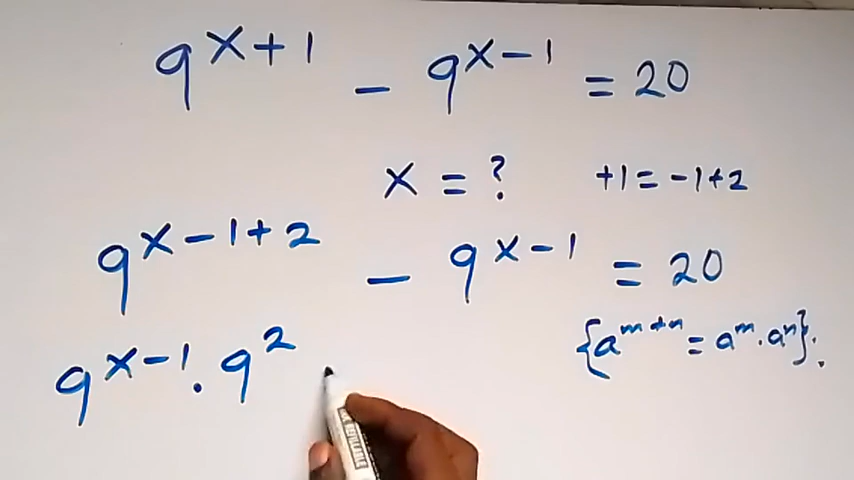 9^{x+1} - 9^{x-1} = 20
x = ? +1 = -1+2
9^{x-1+2} - 9^{x-1} = 20
{a^{m+n} = a^m . a^n}.
9^{x-1} . 9^2